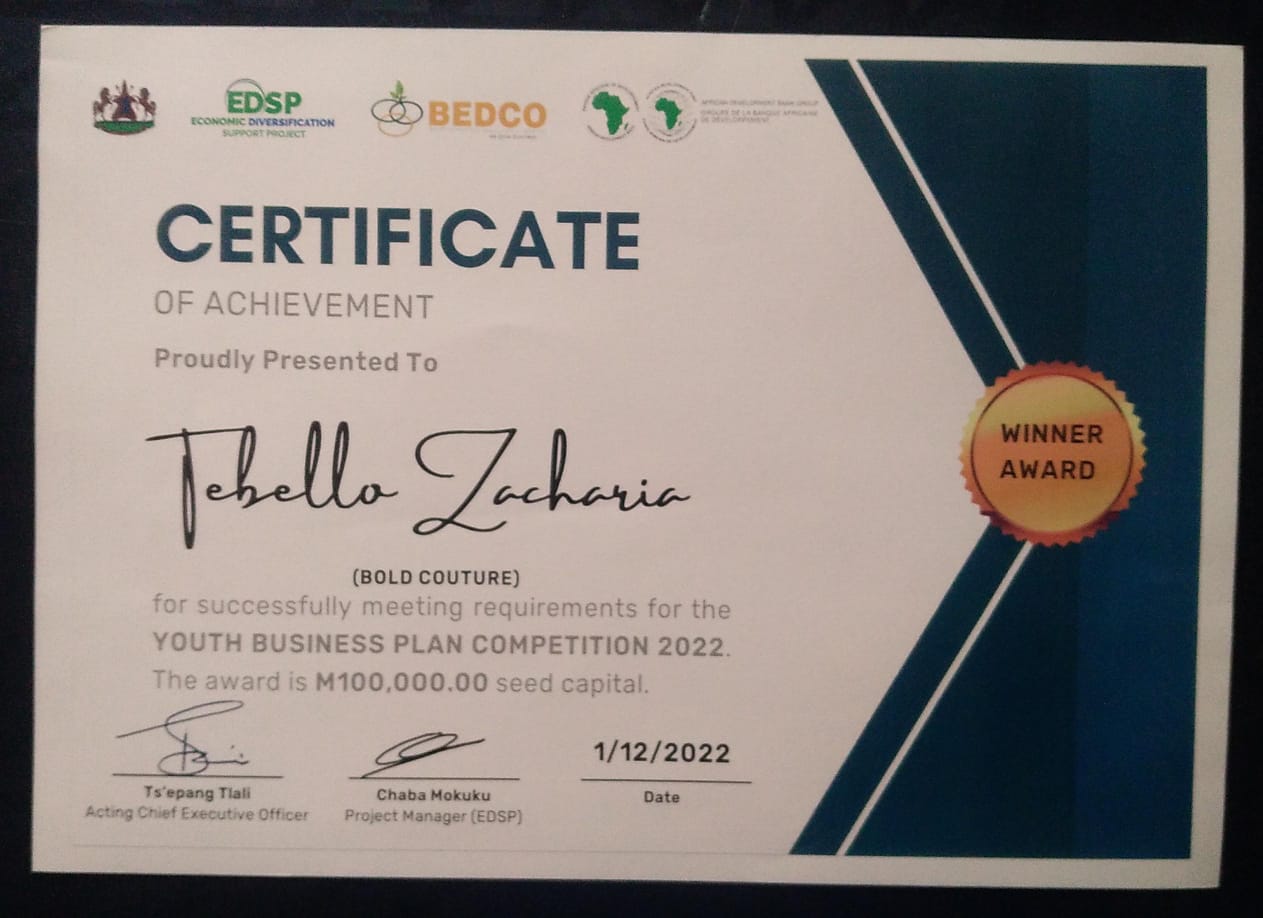 EDSP
ECONOMIC DIVERSIFICATION
SUPPORT PROJECT
BEDCO
AFRICAN DEVELOPMENT BANK GROUP
GROUPE DE LA BANQUE AFRICAINE
DE DÉVELOPPEMENT
CERTIFICATE
OF ACHIEVEMENT
Proudly Presented To
Tebello Zacharia
(BOLD COUTURE)
for successfully meeting requirements for the
YOUTH BUSINESS PLAN COMPETITION 2022.
The award is M100,000.00 seed capital.
WINNER
AWARD
Ts'epang Tlali
Acting Chief Executive Officer
Chaba Mokuku
Project Manager (EDSP)
1/12/2022
Date